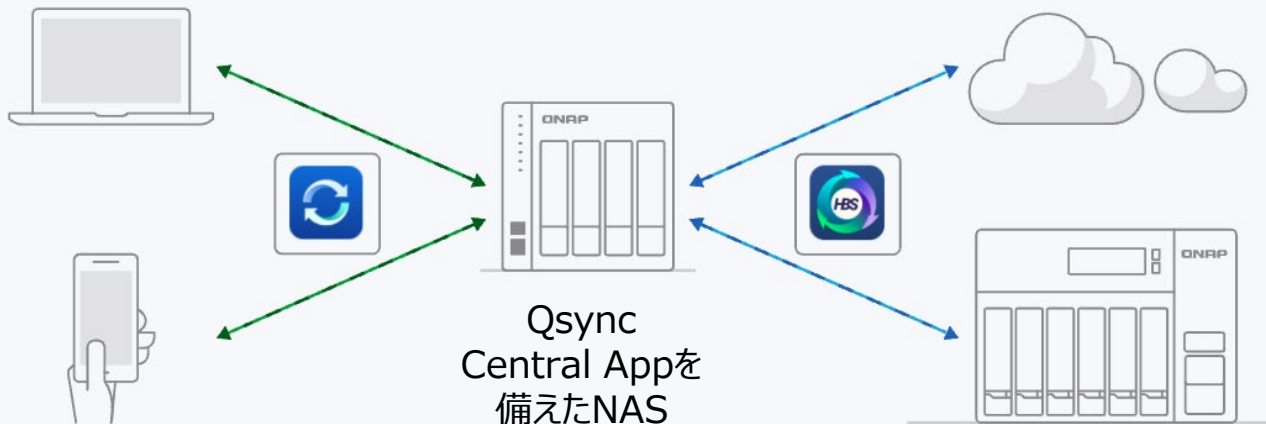 QNAP
HBS
QNAP
Qsync
Central Appを
備えたNAS